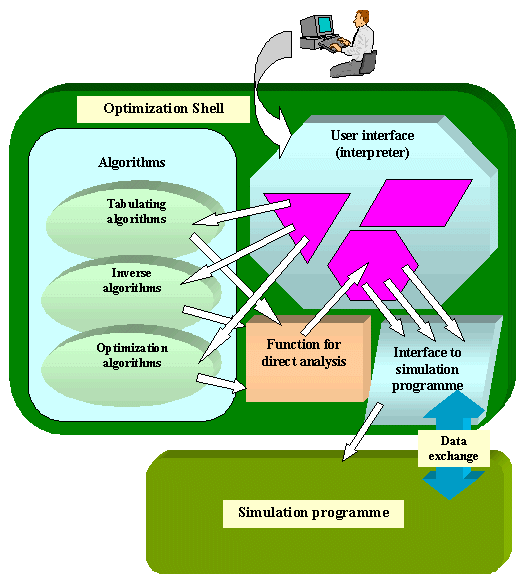 Optimization Shell
User interface
(interpreter)
Algorithms
Tabulating
algorithms
Inverse
algorithms
Optimization
algorithms
Function for
direct analysis
Interface to
simulation
programme
Data
exchange
Simulation programme